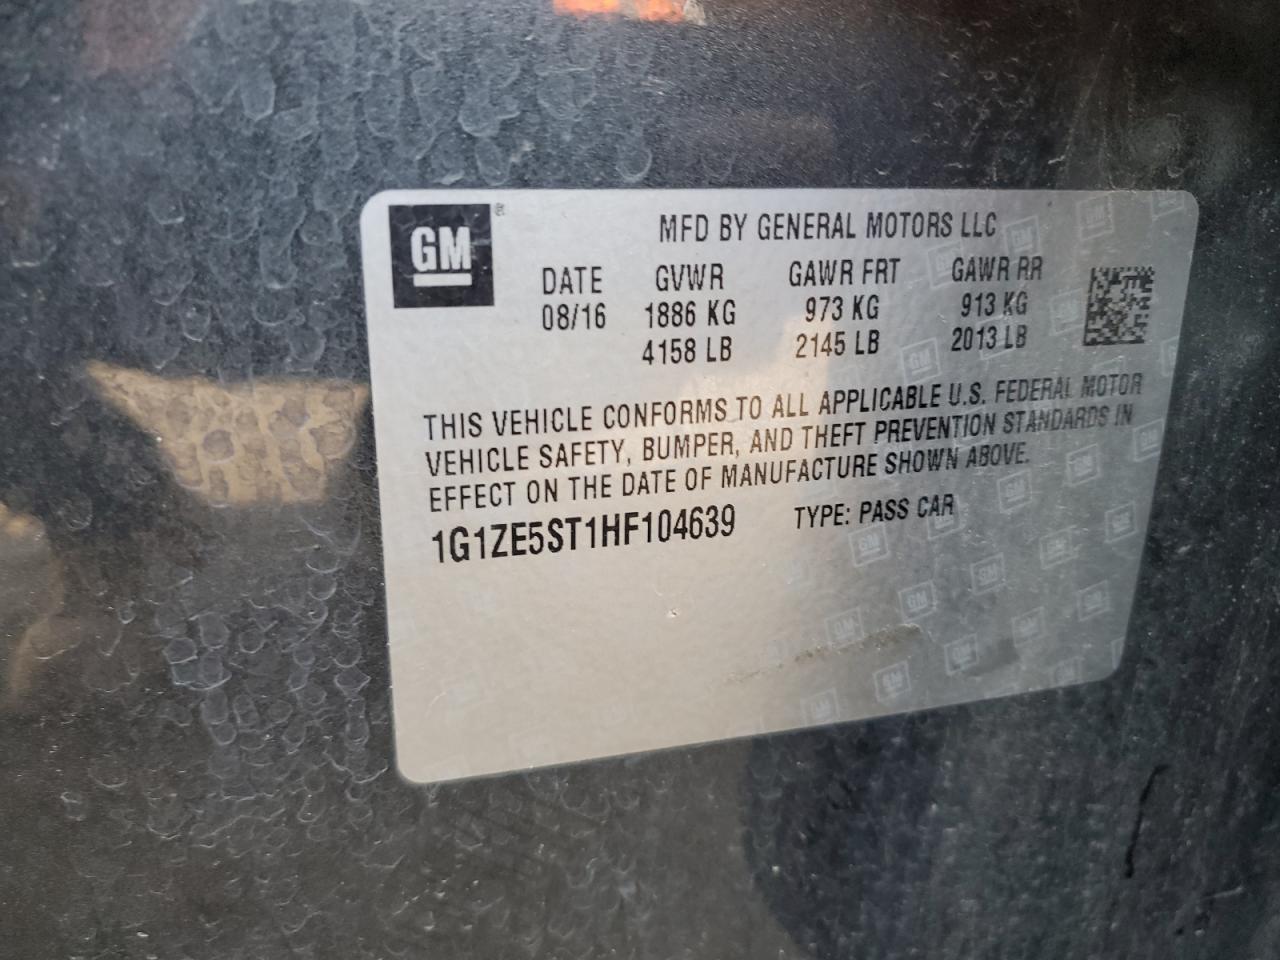 GM
MFD BY GENERAL MOTORS LLC
DATE GVWR GAWR FRT GAWR RR
08/16 1886 KG 973 KG 913 KG
4158 LB 2145 LB 2013 LB
THIS VEHICLE CONFORMS TO ALL APPLICABLE U.S. FEDERAL MOTOR
VEHICLE SAFETY, BUMPER, AND THEFT PREVENTION STANDARDS IN
EFFECT ON THE DATE OF MANUFACTURE SHOWN ABOVE.
1G1ZE5ST1HF104639 TYPE: PASS CAR